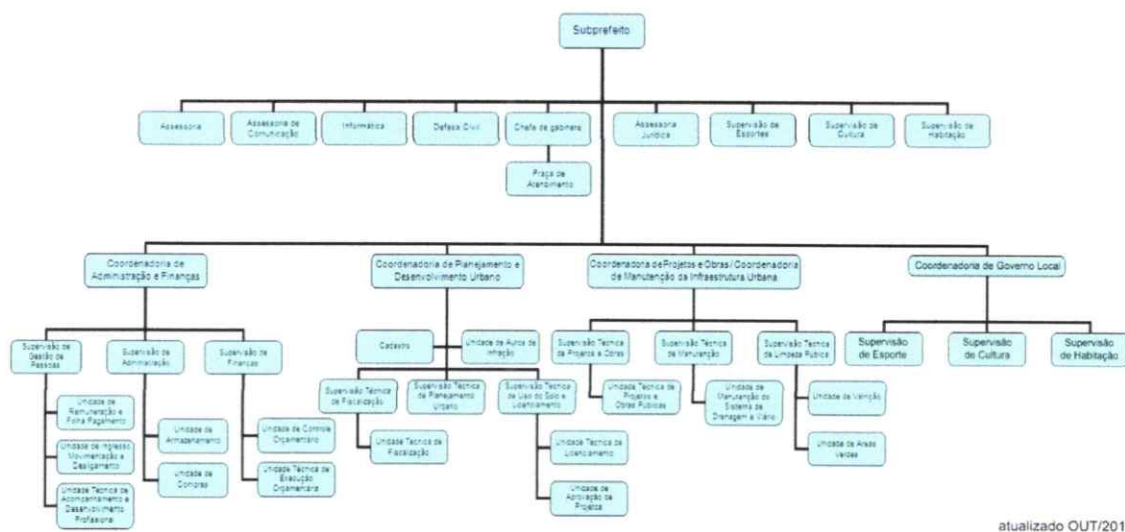 Subprefeito
Assessoria
Assessoria de
Comunicação
Informática
Defesa Civil
Chefe de gabinete
Assessoria
Jurídica
Supervisão de
Esportes
Supervisão de
Cultura
Supervisão de
Habitação
Praça de
Atendimento
Coordenadoria de
Administração e Finanças
Coordenadoria de Planejamento e
Desenvolvimento Urbano
Coordenadora de Projetos e Obras / Coordenadoria
de Manutenção da Infraestrutura Urbana
Coordenadoria de Governo Local
Supervisão de
Gestão de
Pessoas
Supervisão de
Administração
Supervisão de
Finanças
Cadastro
Unidade de Autos de
Infração
Supervisão Técnica
de Projetos e Obras
Supervisão Técnica
de Manutenção
Supervisão Técnica
de Limpeza Pública
Supervisão
de Esporte
Supervisão
de Cultura
Supervisão
de Habitação
Supervisão Técnica
de Fiscalização
Supervisão Técnica
de Planejamento
Urbano
Supervisão Técnica
de Uso do Solo e
Licenciamento
Unidade Técnica de
Projetos e
Obras Públicas
Unidade de
Manutenção do
Sistema de
Drenagem e Viário
Unidade de Varrição
Unidade de
Remuneração e
Folha Pagamento
Unidade de
Armazenamento
Unidade de Controle
Orçamentário
Unidade Técnica de
Fiscalização
Unidade Técnica de
Licenciamento
Unidade de Áreas
Verdes
Unidade de Ingresso
Movimentação e
Desligamento
Unidade de
Compras
Unidade Técnica de
Execução
Orçamentária
Unidade de
Aprovação de
Projetos
Unidade Técnica de
Acompanhamento e
Desenvolvimento
Profissional
atualizado OUT/201